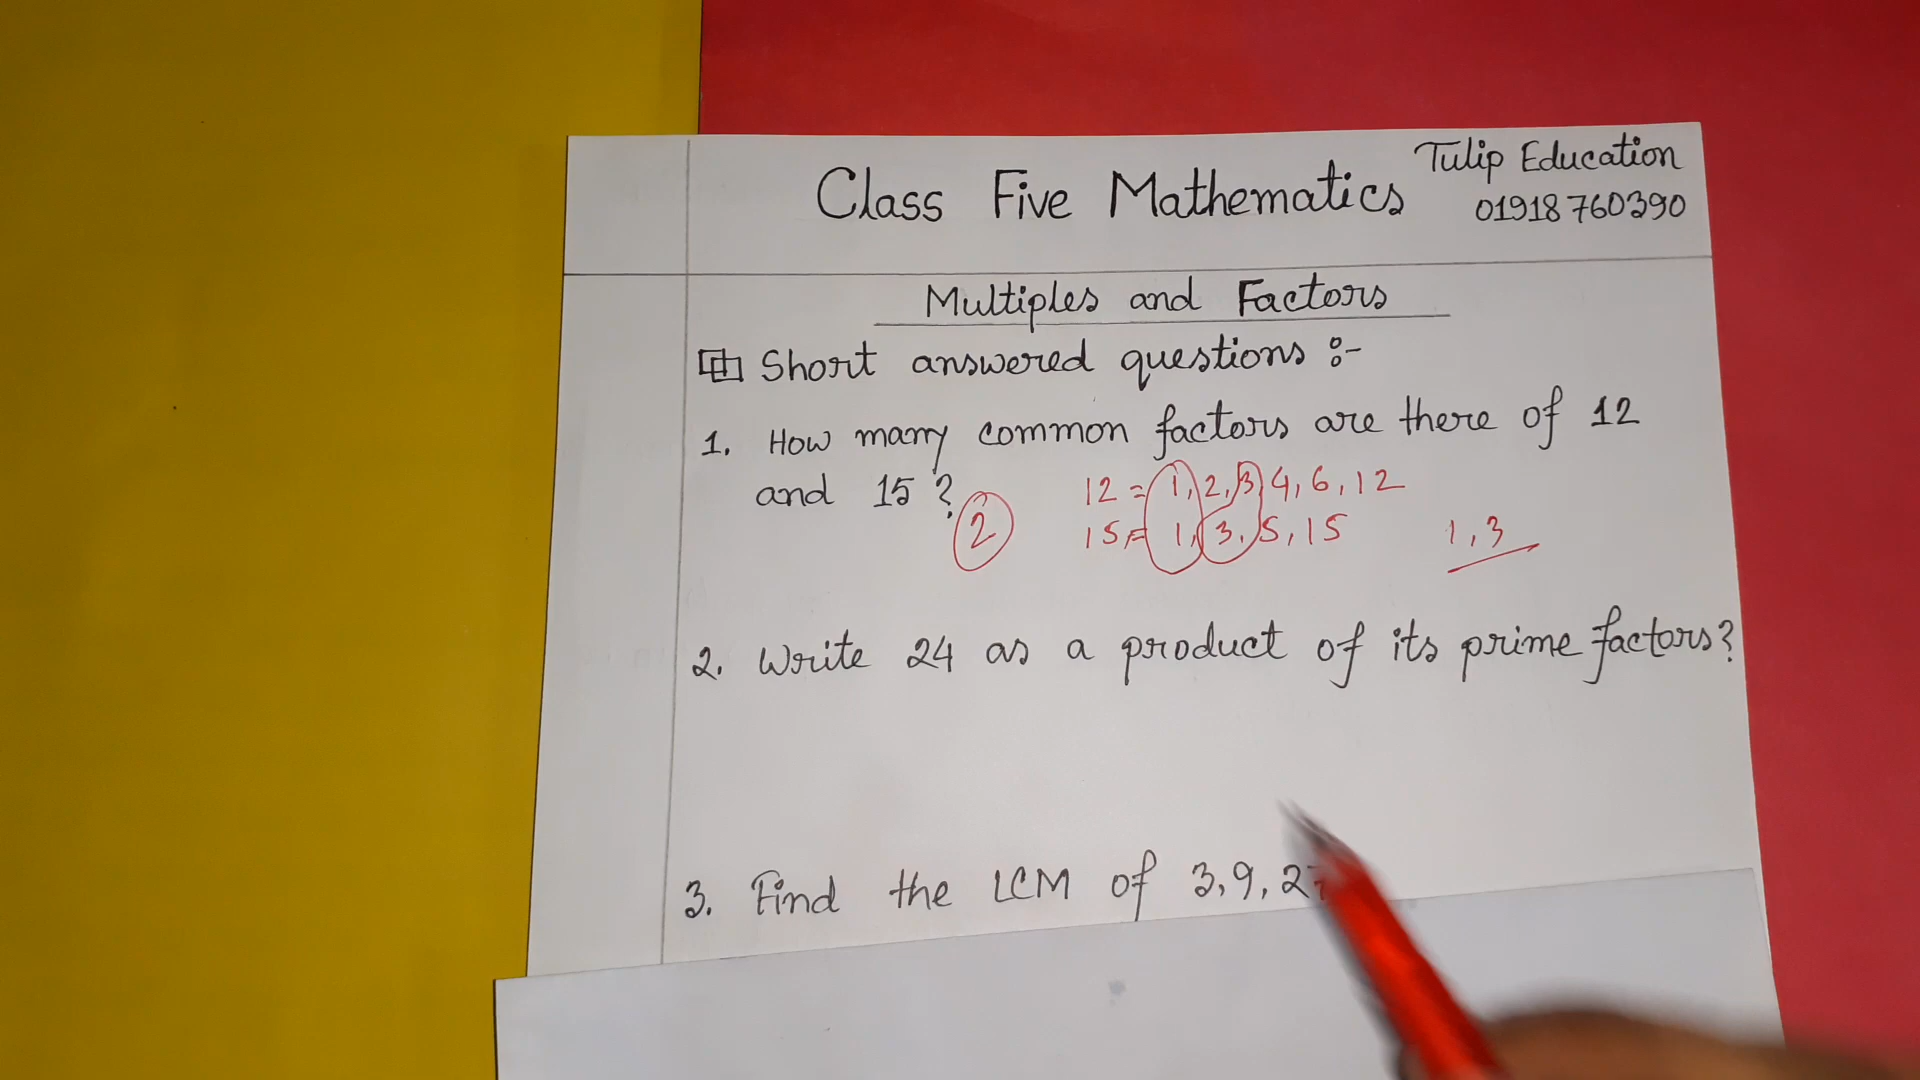 Class Five Mathematics
Tulip Education
01918760390
Multiples and Factors
Short answered questions :-
1. How many common factors are there of 12
and 15 ?
2
12 = 1, 2, 3, 4, 6, 12
15 = 1, 3, 5, 15
1, 3
2. Write 24 as a product of its prime factors?
3. Find the LCM of 3, 9, 27